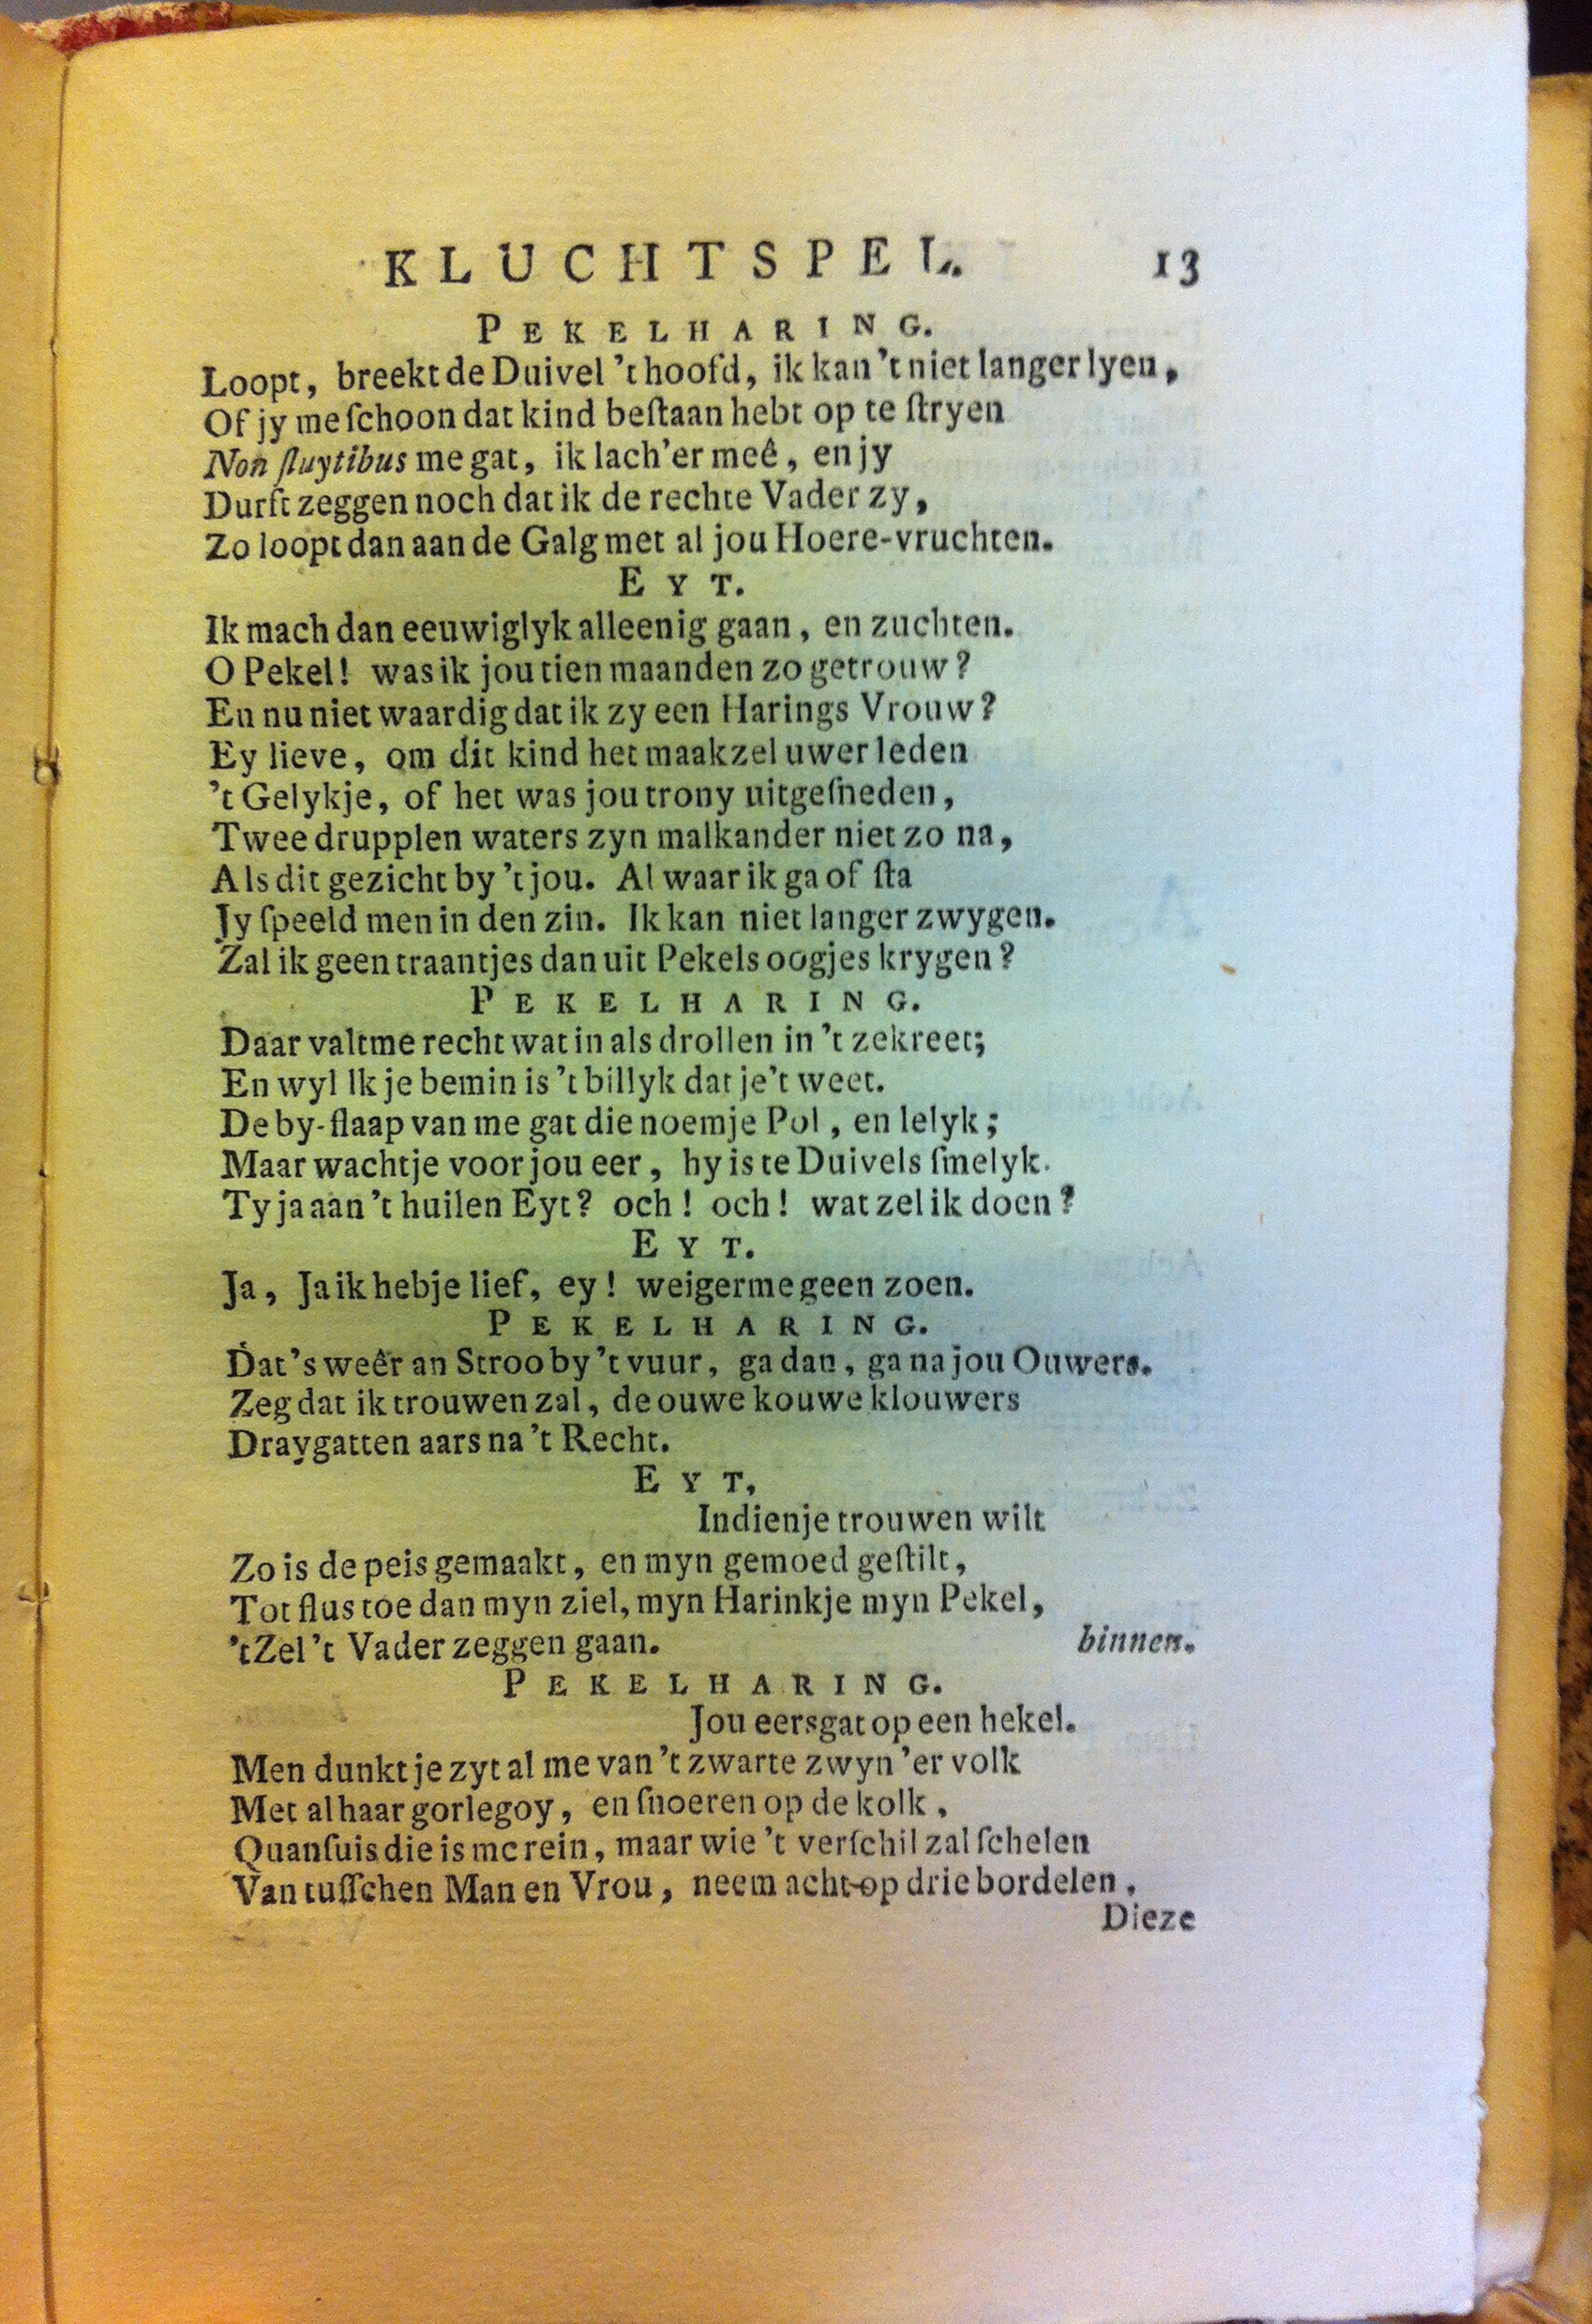 KLUCHTSPEL. 13
PEKELHARING.
Loopt, breekt de Duivel 't hoofd, ik kan 't niet langer lyen,
Of jy me ſchoon dat kind beſtaan hebt op te ſtryen
Non ſluytibus me gat, ik lach'er meê, en jy
Durft zeggen noch dat ik de rechte Vader zy,
Zo loopt dan aan de Galg met al jou Hoere-vruchten.
EYT.
Ik mach dan eeuwiglyk alleenig gaan, en zuchten.
O Pekel! was ik jou tien maanden zo getrouw?
En nu niet waardig dat ik zy een Harings Vrouw?
Ey lieve, om dit kind het maakzel uwer leden
't Gelykje, of het was jou trony uitgeſneden,
Twee drupplen waters zyn malkander niet zo na,
Als dit gezicht by 't jou. Al waar ik ga of ſta
Jy ſpeeld men in den zin. Ik kan niet langer zwygen.
Zal ik geen traantjes dan uit Pekels oogjes krygen?
PEKELHARING.
Daar valt me recht wat in als drollen in 't zekreet;
En wyl Ik je bemin is 't billyk dat je't weet.
De by-ſlaap van me gat die noemje Pol, en lelyk;
Maar wachtje voor jou eer, hy is te Duivels ſmelyk.
Ty ja aan 't huilen Eyt? och! och! wat zel ik doen?
EYT.
Ja, Ja ik hebje lief, ey! weiger me geen zoen.
PEKELHARING.
Dat's weêr an Stroo by 't vuur, ga dan, ga na jou Ouwers.
Zeg dat ik trouwen zal, de ouwe kouwe klouwers
Draygatten aars na 't Recht.
EYT,
Indienje trouwen wilt
Zo is de peis gemaakt, en myn gemoed geſtilt,
Tot flus toe dan myn ziel, myn Harinkje myn Pekel,
'tZel 't Vader zeggen gaan. binnen.
PEKELHARING.
Jou eersgat op een hekel.
Men dunkt je zyt al me van 't zwarte zwyn 'er volk
Met al haar gorlegoy, en ſnoeren op de kolk,
Quanſuis die is me rein, maar wie 't verſchil zal ſchelen
Van tuſſchen Man en Vrou, neem acht op drie bordelen,
Dieze